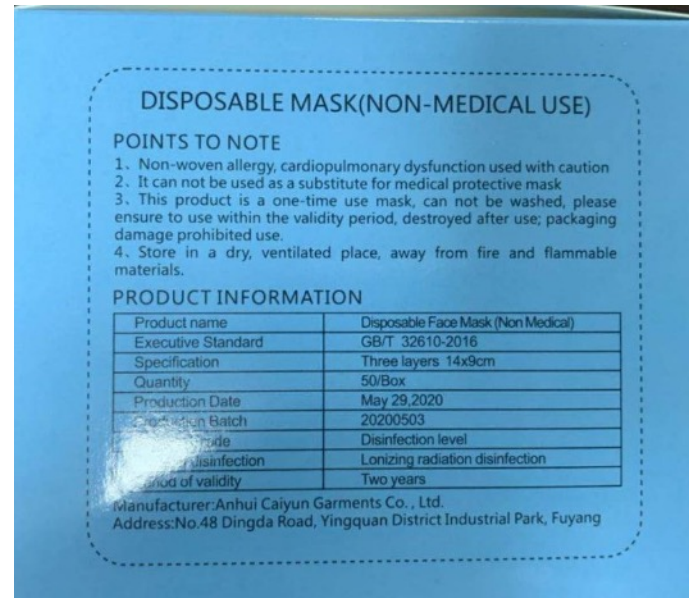 DISPOSABLE MASK(NON-MEDICAL USE)
POINTS TO NOTE
1、Non-woven allergy, cardiopulmonary dysfunction used with caution
2、It can not be used as a substitute for medical protective mask
3、This product is a one-time use mask, can not be washed, please
ensure to use within the validity period, destroyed after use; packaging
damage prohibited use.
4、Store in a dry, ventilated place, away from fire and flammable
materials.
PRODUCT INFORMATION
Product name Disposable Face Mask (Non Medical)
Executive Standard GB/T 32610-2016
Specification Three layers 14x9cm
Quantity 50/Box
Production Date May 29,2020
Production Batch 20200503
Disinfection level
disinfection Lonizing radiation disinfection
of validity Two years
Manufacturer:Anhui Caiyun Garments Co., Ltd.
Address:No.48 Dingda Road, Yingquan District Industrial Park, Fuyang